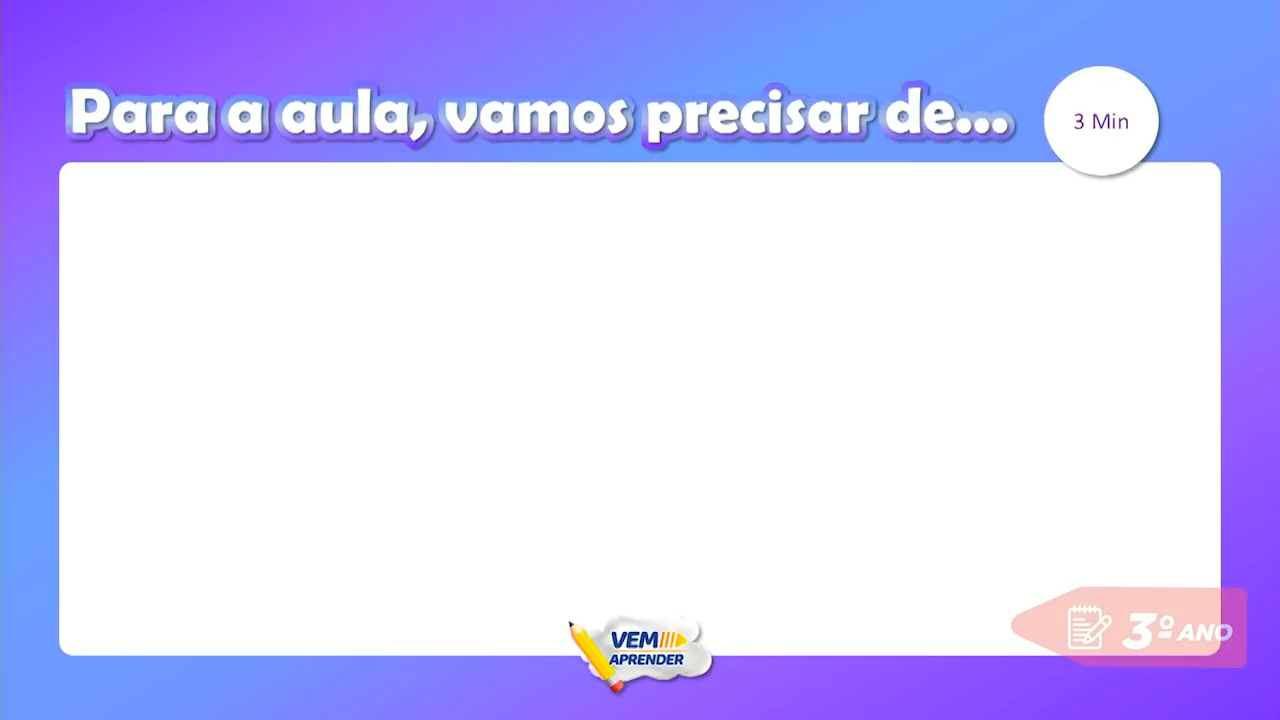 Para a aula, vamos precisar de...
3 Min
VEM
APRENDER
3º ANO